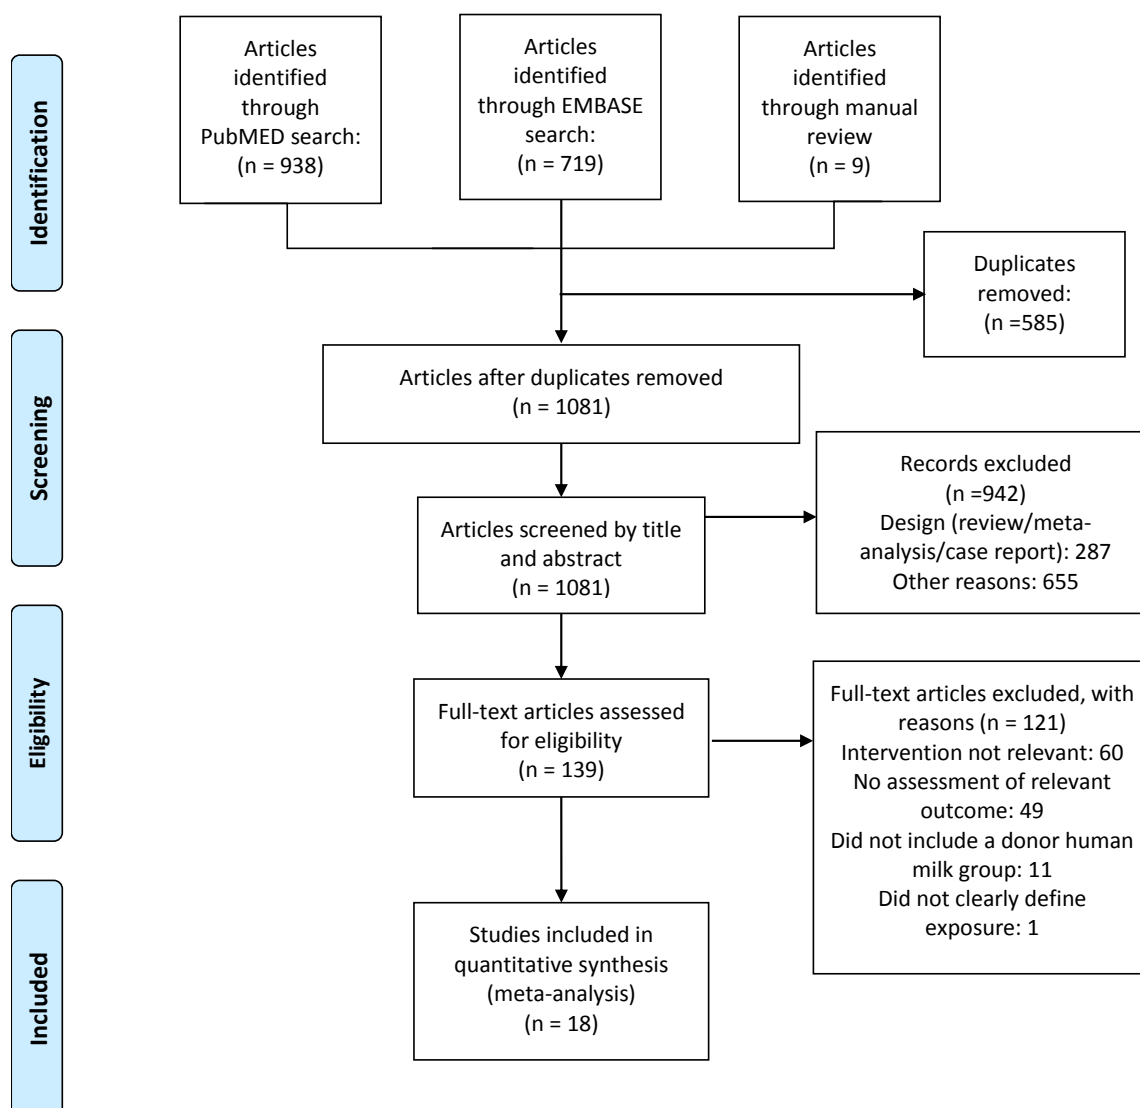 Identification
Articles
identified
through
PubMED search:
(n = 938)
Articles
identified
through EMBASE
search:
(n = 719)
Articles
identified
through manual
review
(n = 9)
Duplicates
removed:
(n =585)
Screening
Articles after duplicates removed
(n = 1081)
Articles screened by title
and abstract
(n = 1081)
Records excluded
(n =942)
Design (review/meta-
analysis/case report): 287
Other reasons: 655
Eligibility
Full-text articles assessed
for eligibility
(n = 139)
Full-text articles excluded, with
reasons (n = 121)
Intervention not relevant: 60
No assessment of relevant
outcome: 49
Did not include a donor human
milk group: 11
Did not clearly define
exposure: 1
Included
Studies included in
quantitative synthesis
(meta-analysis)
(n = 18)